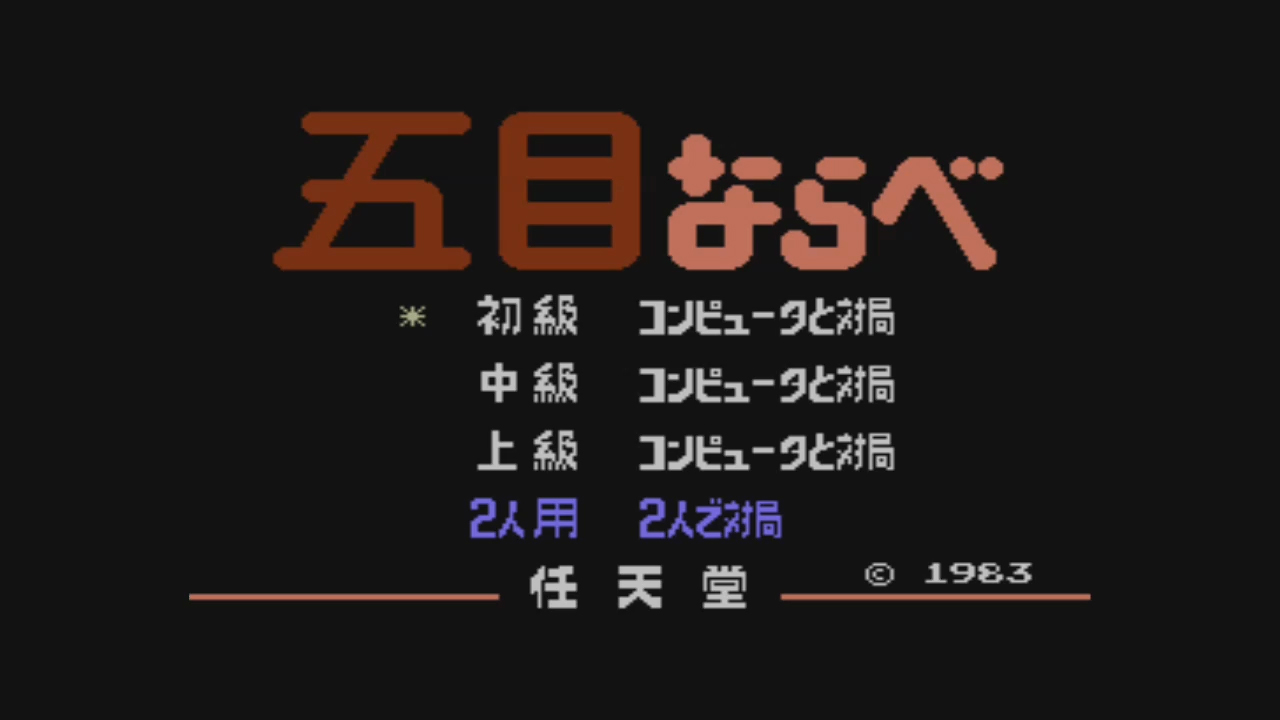 五目ならべ
* 初級 コンピュータと対局
中級 コンピュータと対局
上級 コンピュータと対局
2人用 2人で対局
任天堂 © 1983